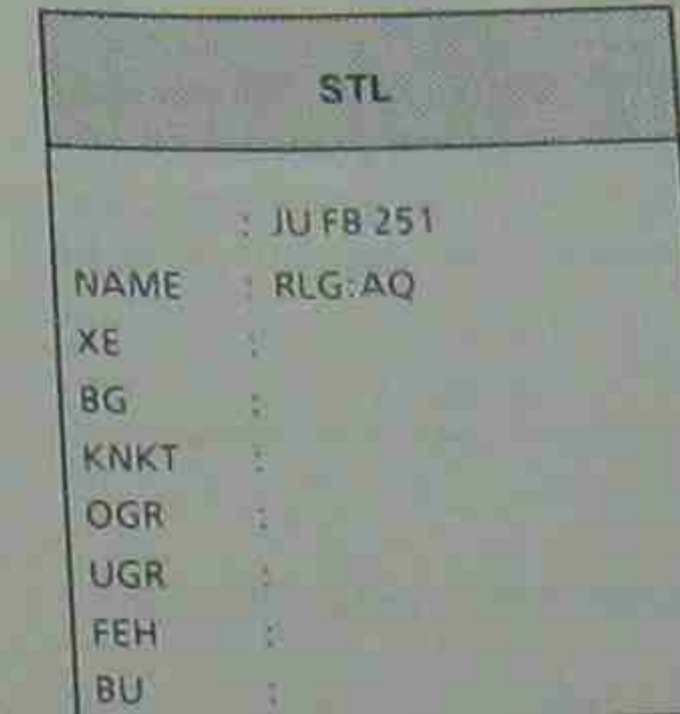 STL
: JU FB 251
NAME : RLG:AQ
XE :
BG :
KNKT :
OGR :
UGR :
FEH :
BU :